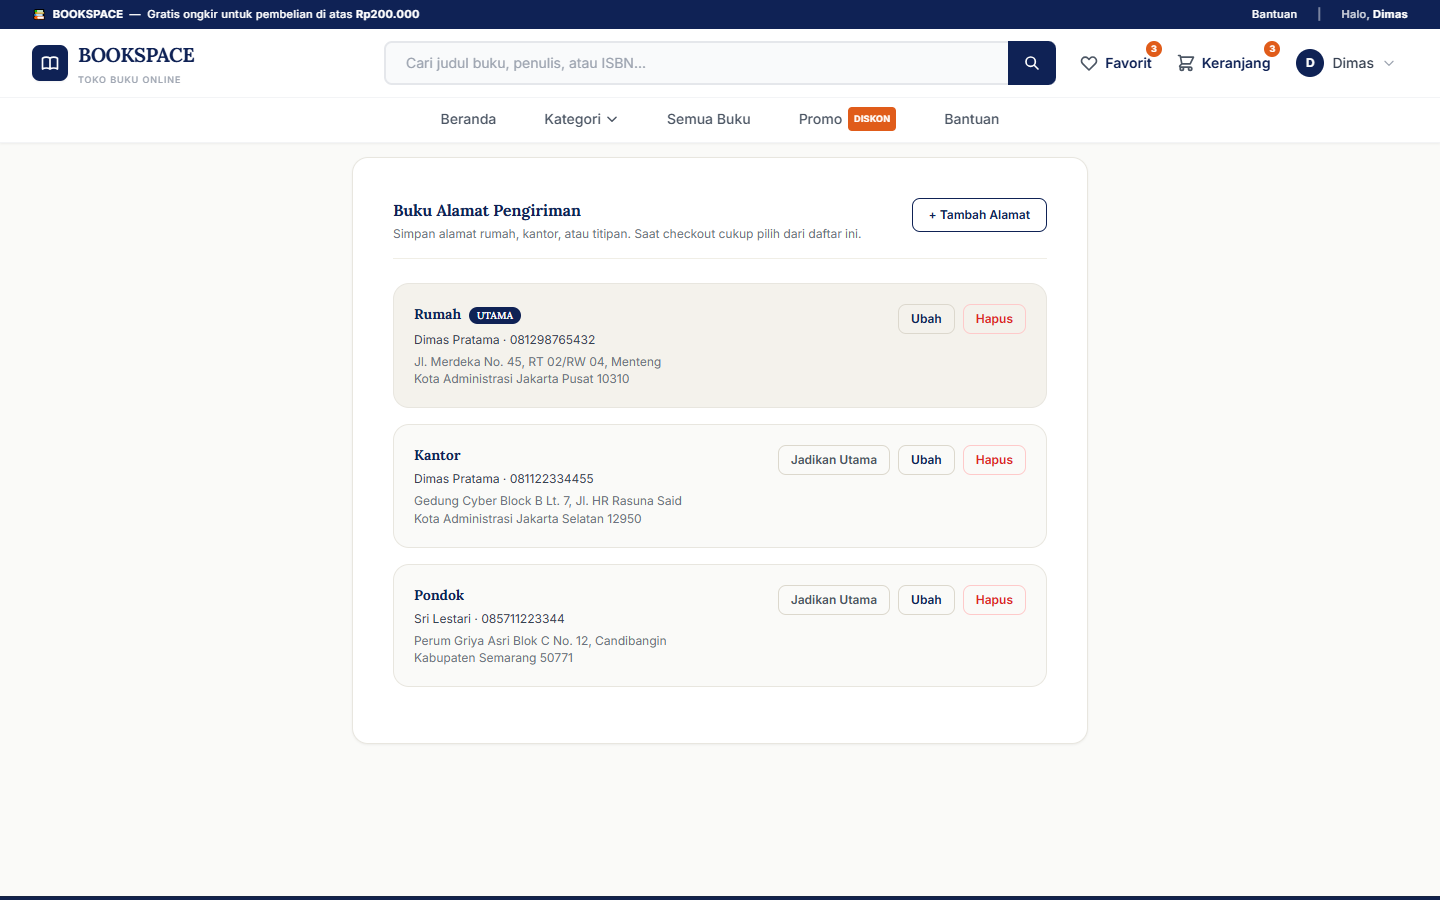 BOOKSPACE — Gratis ongkir untuk pembelian di atas Rp200.000
Bantuan | Halo, Dimas
BOOKSPACE
TOKO BUKU ONLINE
Cari judul buku, penulis, atau ISBN...
Favorit 3
Keranjang 3
D Dimas
Beranda
Kategori
Semua Buku
Promo DISKON
Bantuan
Buku Alamat Pengiriman
Simpan alamat rumah, kantor, atau titipan. Saat checkout cukup pilih dari daftar ini.
+ Tambah Alamat
Rumah UTAMA
Dimas Pratama · 081298765432
Jl. Merdeka No. 45, RT 02/RW 04, Menteng
Kota Administrasi Jakarta Pusat 10310
Ubah
Hapus
Kantor
Dimas Pratama · 081122334455
Gedung Cyber Block B Lt. 7, Jl. HR Rasuna Said
Kota Administrasi Jakarta Selatan 12950
Jadikan Utama
Ubah
Hapus
Pondok
Sri Lestari · 085711223344
Perum Griya Asri Blok C No. 12, Candibangin
Kabupaten Semarang 50771
Jadikan Utama
Ubah
Hapus